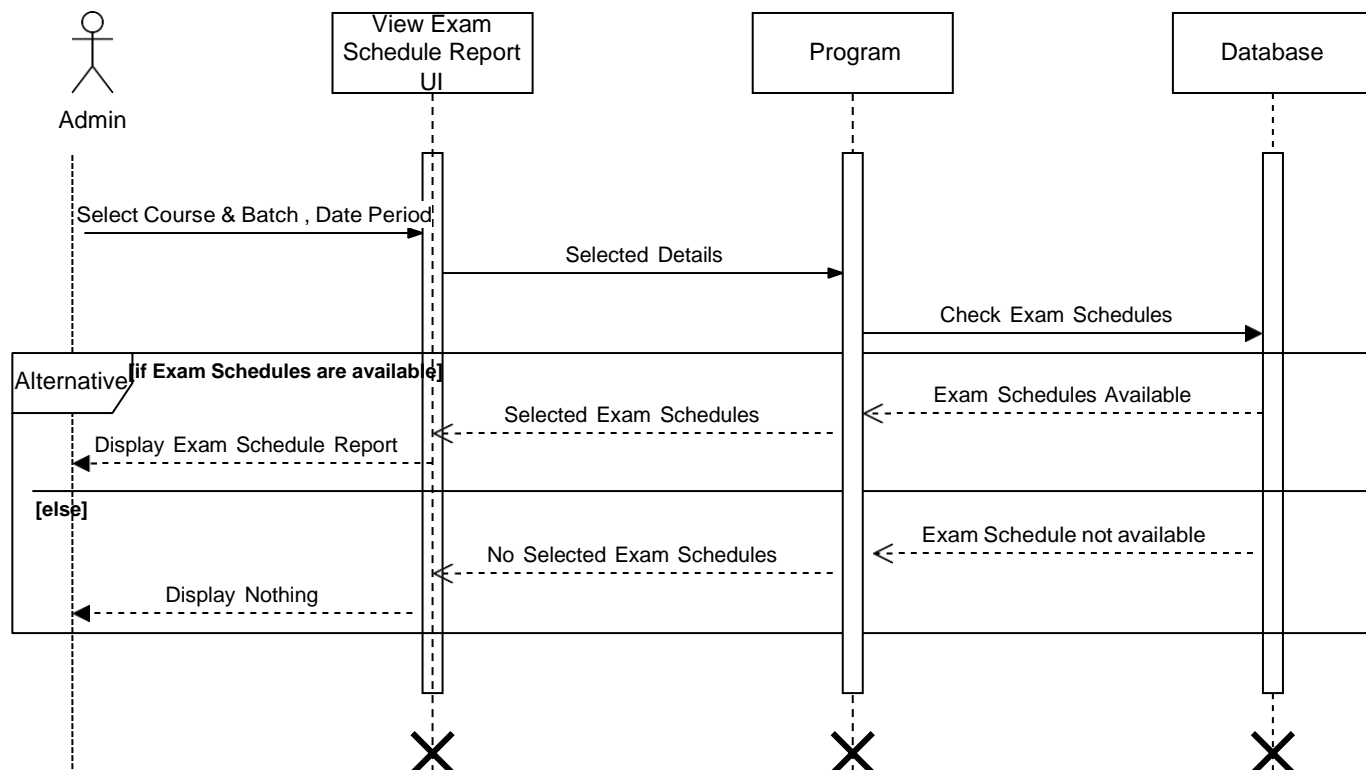 View Exam
Schedule Report
UI
Program
Database
Admin
Select Course & Batch , Date Period
Selected Details
Check Exam Schedules
Alternative
[if Exam Schedules are available]
Exam Schedules Available
Selected Exam Schedules
Display Exam Schedule Report
[else]
Exam Schedule not available
No Selected Exam Schedules
Display Nothing